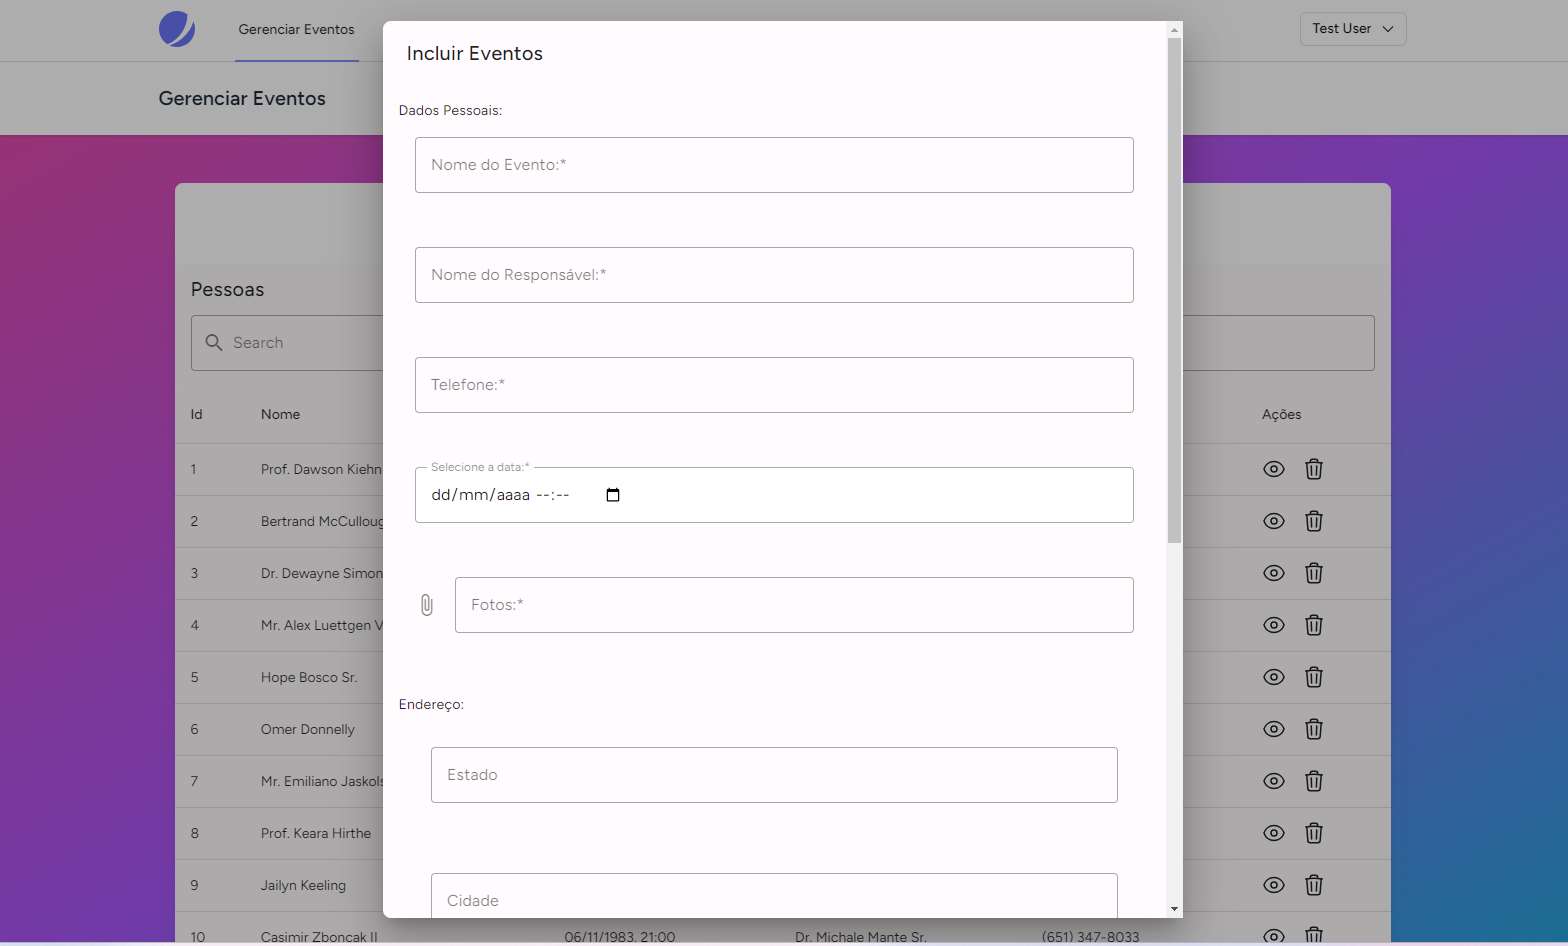 Gerenciar Eventos
Test User
Gerenciar Eventos
Incluir Eventos
Dados Pessoais:
Nome do Evento:*
Nome do Responsável:*
Telefone:*
Selecione a data:*
dd/mm/aaaa --:--
Fotos:*
Endereço:
Estado
Cidade
Pessoas
Search
Id Nome Ações
1 Prof. Dawson Kiehn
2 Bertrand McCulloug
3 Dr. Dewayne Simon
4 Mr. Alex Luettgen V
5 Hope Bosco Sr.
6 Omer Donnelly
7 Mr. Emiliano Jaskols
8 Prof. Keara Hirthe
9 Jailyn Keeling
10 Casimir Zboncak II 06/11/1983, 21:00 Dr. Michale Mante Sr. (651) 347-8033